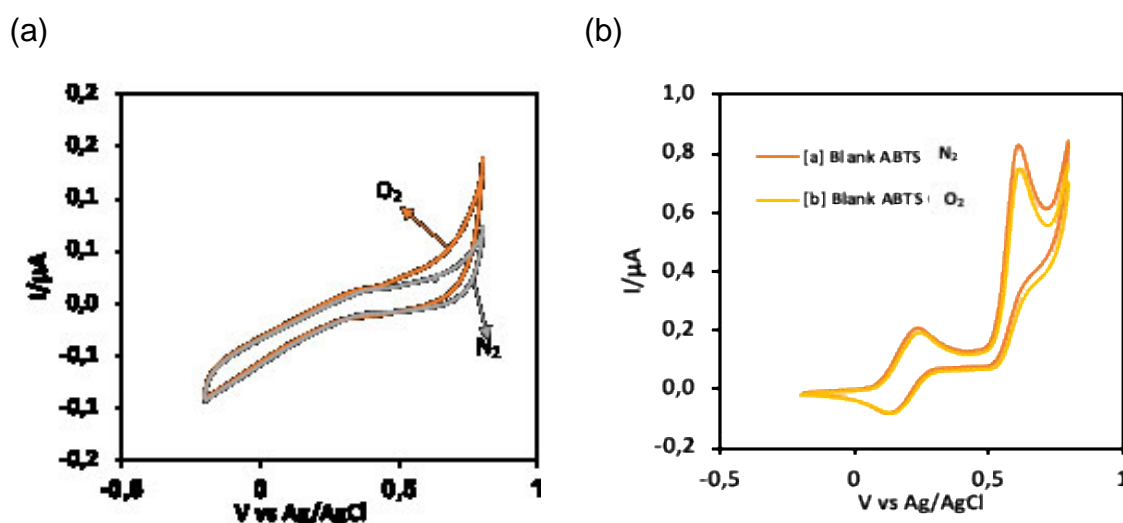 (a)
(b)
0,2
0,2
0,1
0,1
0,0
-0,1
-0,1
-0,2
I/µA
O₂
N₂
-0,5
0
0,5
1
V vs Ag/AgCl
1,0
0,8
0,6
0,4
0,2
0,0
-0,2
I/µA
[a] Blank ABTS N₂
[b] Blank ABTS O₂
-0,5
0
0,5
1
V vs Ag/AgCl